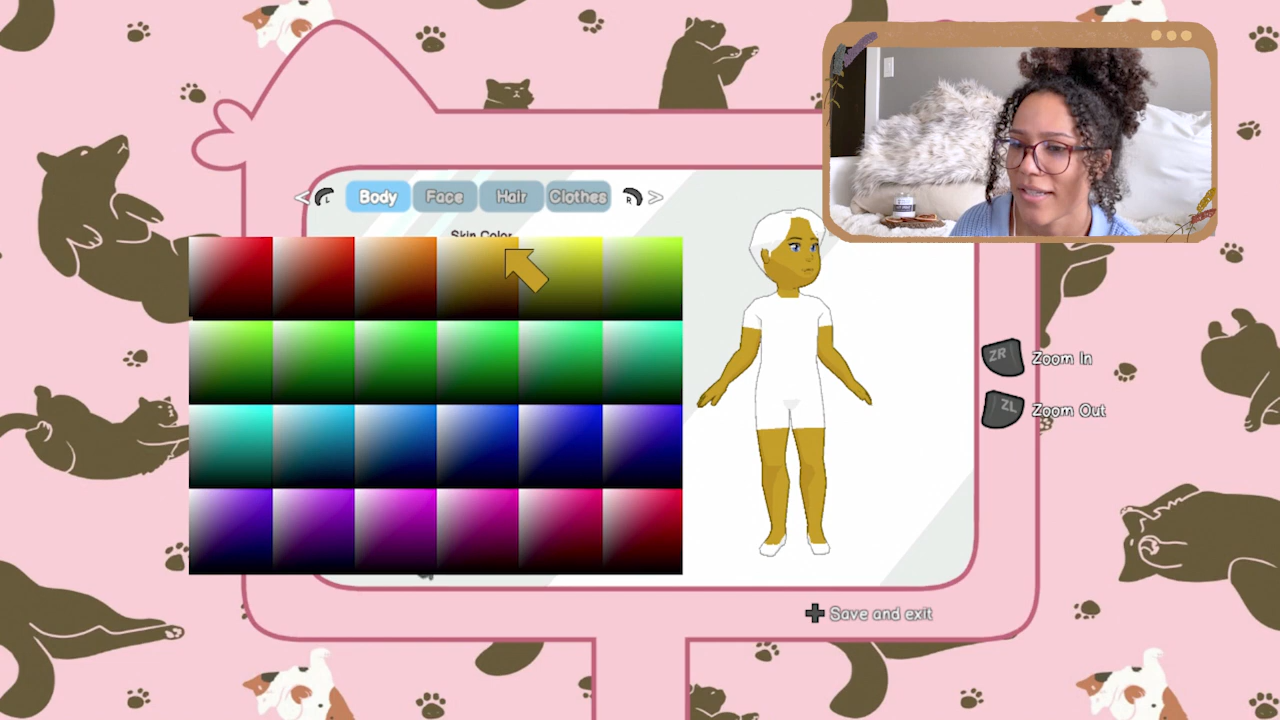 < L Body Face Hair Clothes R >
Skin Color
ZR Zoom In
ZL Zoom Out
Save and exit